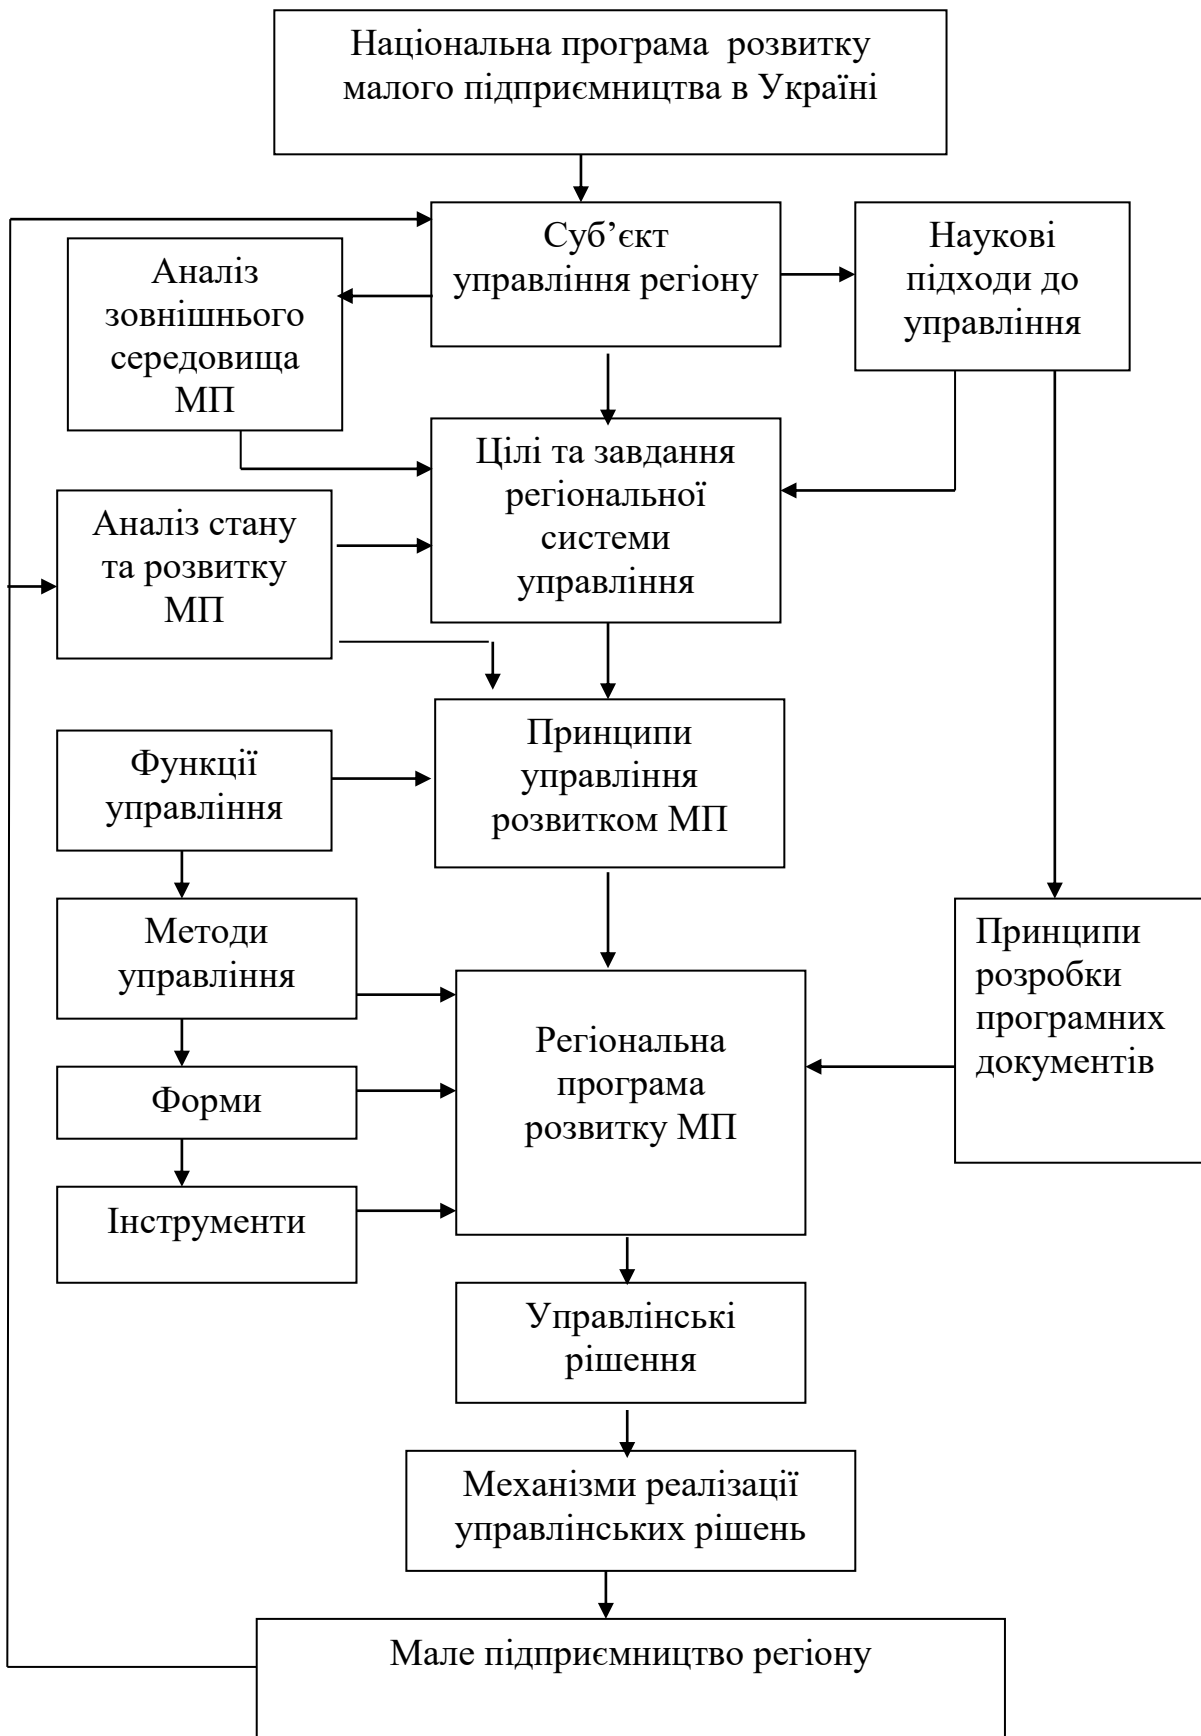 Національна програма  розвитку
малого підприємництва в Україні
Суб’єкт
управління регіону
Наукові
підходи до
управління
Аналіз
зовнішнього
середовища
МП
Цілі та завдання
регіональної
системи
управління
Аналіз стану
та розвитку
МП
Принципи
управління
розвитком МП
Функції
управління
Методи
управління
Принципи
розробки
програмних
документів
Регіональна
програма
розвитку МП
Форми
Інструменти
Управлінські
рішення
Механізми реалізації
управлінських рішень
Мале підприємництво регіону